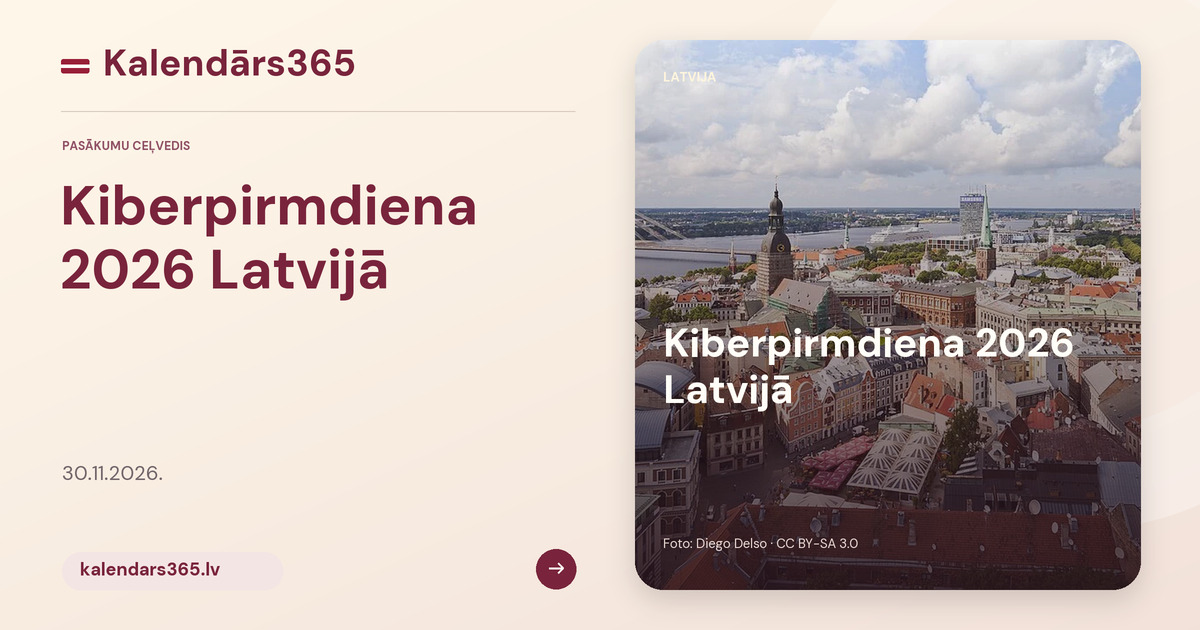 Kalendārs365
PASĀKUMU CEĻVEDIS
Kiberpirmdiena
2026 Latvijā
30.11.2026.
kalendars365.lv
LATVIJA
SAMSUNG
Kiberpirmdiena 2026
Latvijā
Foto: Diego Delso · CC BY-SA 3.0